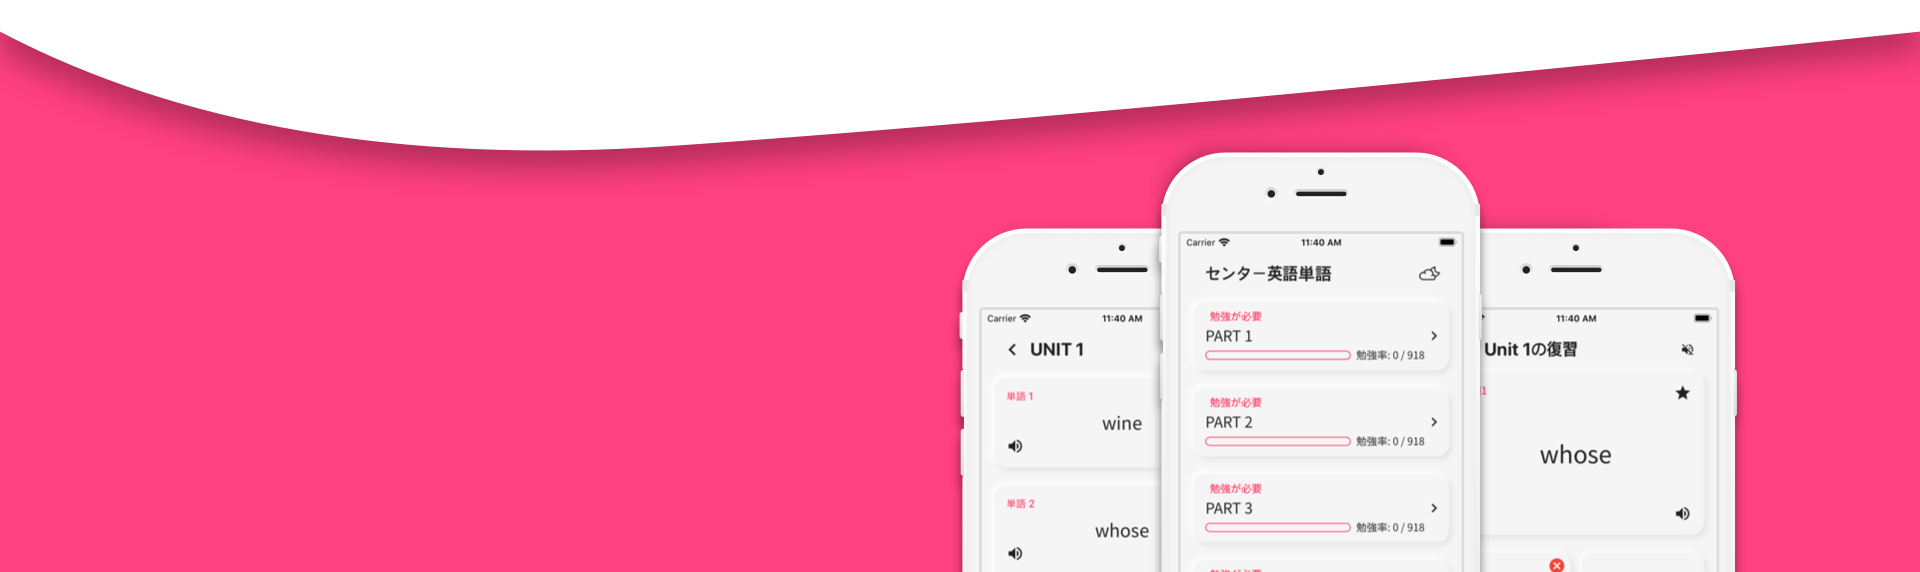 Carrier
11:40 AM
UNIT 1
単語 1
wine
単語 2
whose
Carrier
11:40 AM
センター英語単語
勉強が必要
PART 1
勉強率: 0 / 918
勉強が必要
PART 2
勉強率: 0 / 918
勉強が必要
PART 3
勉強率: 0 / 918
11:40 AM
Unit 1の復習
whose